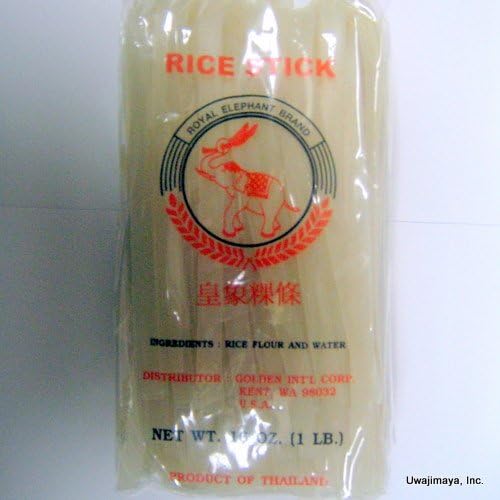 RICE STICK
ROYAL ELEPHANT BRAND
皇象粿條
INGREDIENTS : RICE FLOUR AND WATER
DISTRIBUTOR : GOLDEN INT'L CORP.
KENT, WA 98032
U.S.A.
NET WT. 16 OZ. (1 LB.)
PRODUCT OF THAILAND
Uwajimaya, Inc.